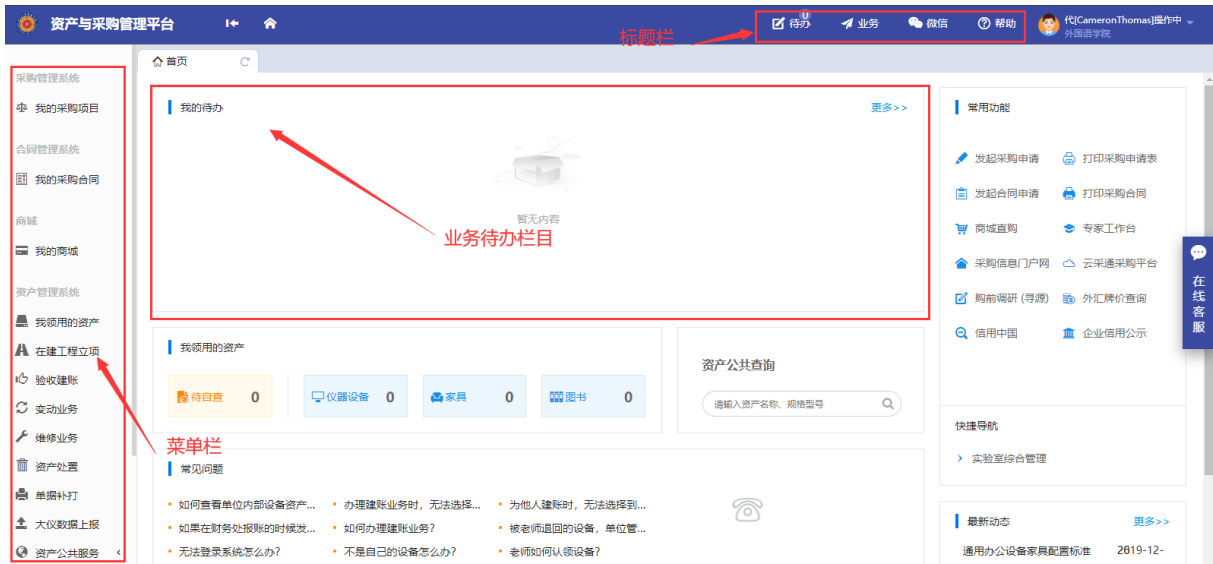 资产与采购管理平台
待办
U
业务
微信
帮助
代[CameronThomas]操作中
外国语学院
标题栏
首页
采购管理系统
我的采购项目
合同管理系统
我的采购合同
商城
我的商城
资产管理系统
我领用的资产
在建工程立项
验收建账
变动业务
维修业务
资产处置
单据补打
大仪数据上报
资产公共服务
菜单栏
我的待办
更多>>
暂无内容
业务待办栏目
我领用的资产
待自查 0
仪器设备 0
家具 0
图书 0
资产公共查询
请输入资产名称、规格型号
常见问题
如何查看单位内部设备资产...
办理建账业务时，无法选择...
为他人建账时，无法选择到...
如果在财务处报账的时候发...
如何办理建账业务?
被老师退回的设备，单位管...
无法登录系统怎么办?
不是自己的设备怎么办?
老师如何认领设备?
常用功能
发起采购申请
打印采购申请表
发起合同申请
打印采购合同
商城直购
专家工作台
采购信息门户网
云采通采购平台
购前调研 (寻源)
外汇牌价查询
信用中国
企业信用公示
快捷导航
实验室综合管理
最新动态
更多>>
通用办公设备家具配置标准 2019-12-
在线客服